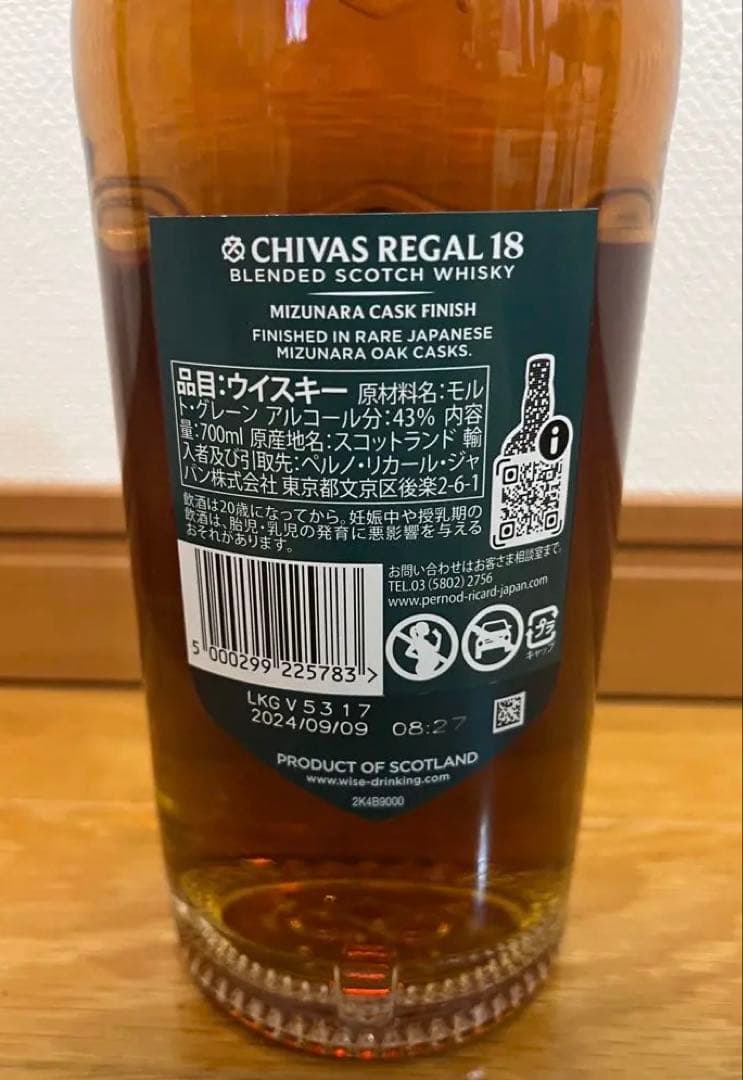 CHIVAS REGAL 18
BLENDED SCOTCH WHISKY
MIZUNARA CASK FINISH
FINISHED IN RARE JAPANESE
MIZUNARA OAK CASKS.
品目:ウイスキー 原材料名:モル
ト・グレーン アルコール分:43% 内容
量:700ml 原産地名:スコットランド 輸
入者及び引取先:ペルノ・リカール・ジャ
パン株式会社 東京都文京区後楽2-6-1
飲酒は20歳になってから。妊娠中や授乳期の
飲酒は、胎児・乳児の発育に悪影響を与える
おそれがあります。
お問い合わせはお客さま相談室まで。
TEL.03 (5802) 2756
www.pernod-ricard-japan.com
プラ
キャップ
5 000299 225783 >
LKG V 5317
2024/09/09 08:27
PRODUCT OF SCOTLAND
www.wise-drinking.com
2K4B9000